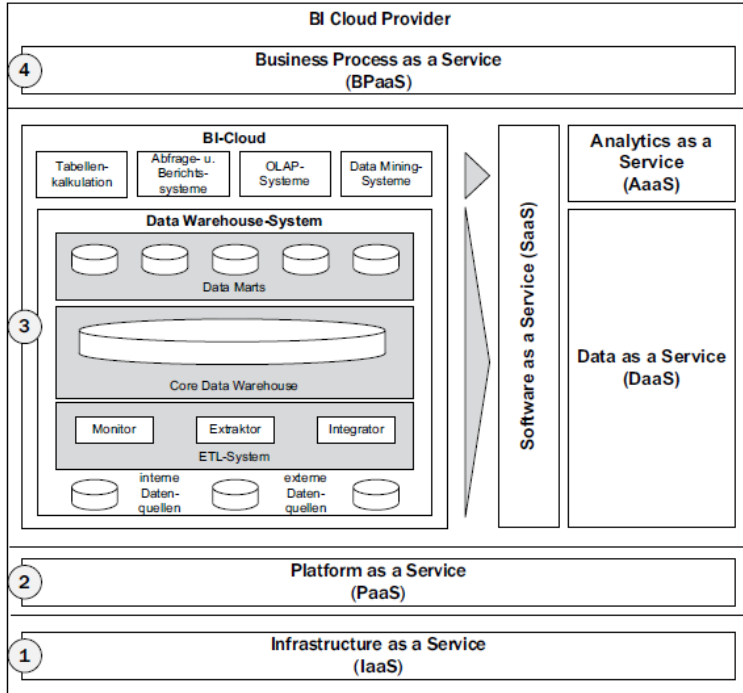 BI Cloud Provider
4
Business Process as a Service
(BPaaS)
3
BI-Cloud
Tabellen-
kalkulation
Abfrage- u.
Berichts-
systeme
OLAP-
Systeme
Data Mining-
Systeme
Data Warehouse-System
Data Marts
Core Data Warehouse
Monitor
Extraktor
Integrator
ETL-System
interne
Daten-
quellen
externe
Daten-
quellen
Software as a Service (SaaS)
Analytics as a
Service
(AaaS)
Data as a Service
(DaaS)
2
Platform as a Service
(PaaS)
1
Infrastructure as a Service
(IaaS)